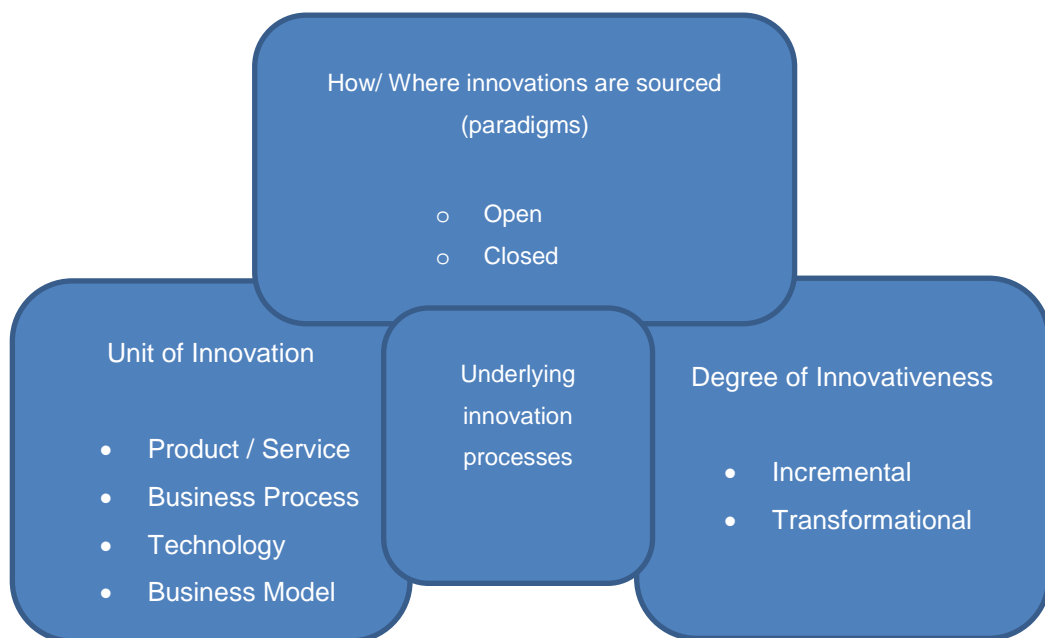 How/ Where innovations are sourced
(paradigms)
o Open
o Closed
Unit of Innovation
• Product / Service
• Business Process
• Technology
• Business Model
Underlying
innovation
processes
Degree of Innovativeness
• Incremental
• Transformational